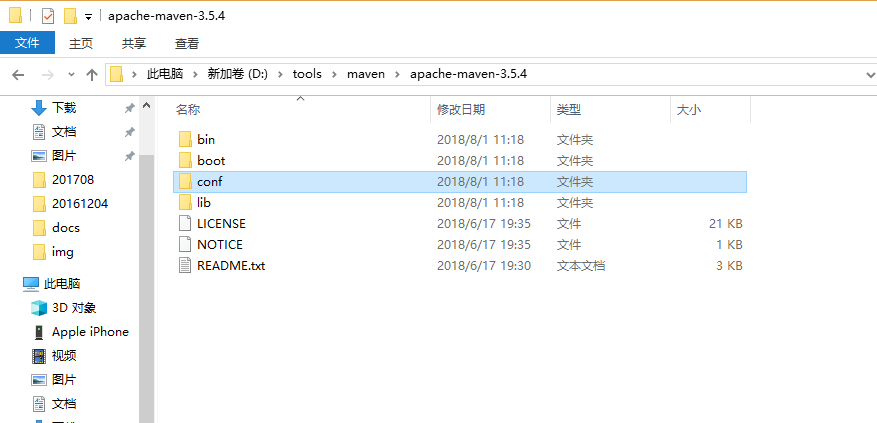 apache-maven-3.5.4
文件 主页 共享 查看
此电脑 新加卷 (D:) tools maven apache-maven-3.5.4
名称 修改日期 类型 大小
下载
文档
图片
201708
20161204
docs
img
此电脑
3D 对象
Apple iPhone
视频
图片
文档
bin 2018/8/1 11:18 文件夹
boot 2018/8/1 11:18 文件夹
conf 2018/8/1 11:18 文件夹
lib 2018/8/1 11:18 文件夹
LICENSE 2018/6/17 19:35 文件 21 KB
NOTICE 2018/6/17 19:35 文件 1 KB
README.txt 2018/6/17 19:30 文本文档 3 KB